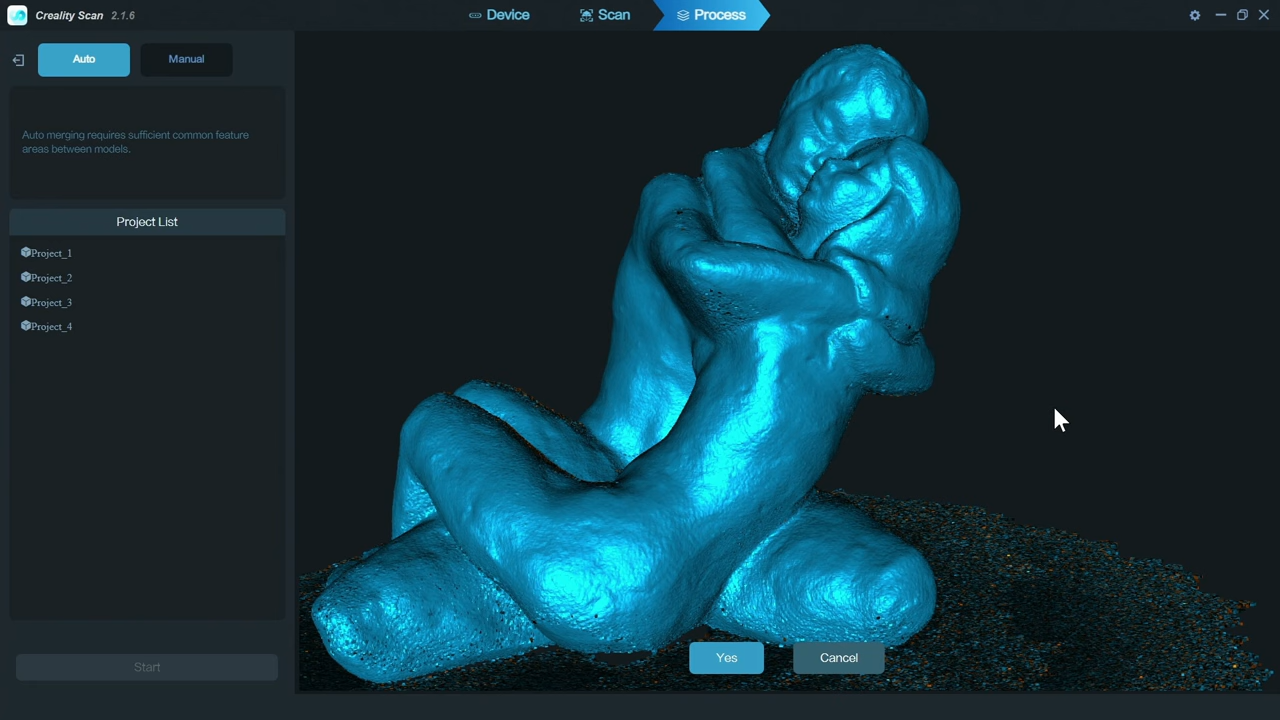 Creality Scan 2.1.6
Device
Scan
Process
Auto
Manual
Auto merging requires sufficient common feature
areas between models.
Project List
Project_1
Project_2
Project_3
Project_4
Start
Yes
Cancel